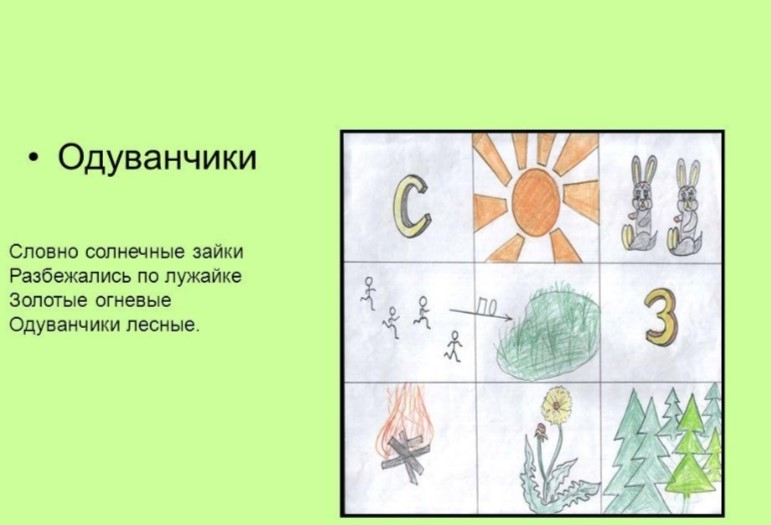 • Одуванчики
Словно солнечные зайки
Разбежались по лужайке
Золотые огневые
Одуванчики лесные.
С
по
З